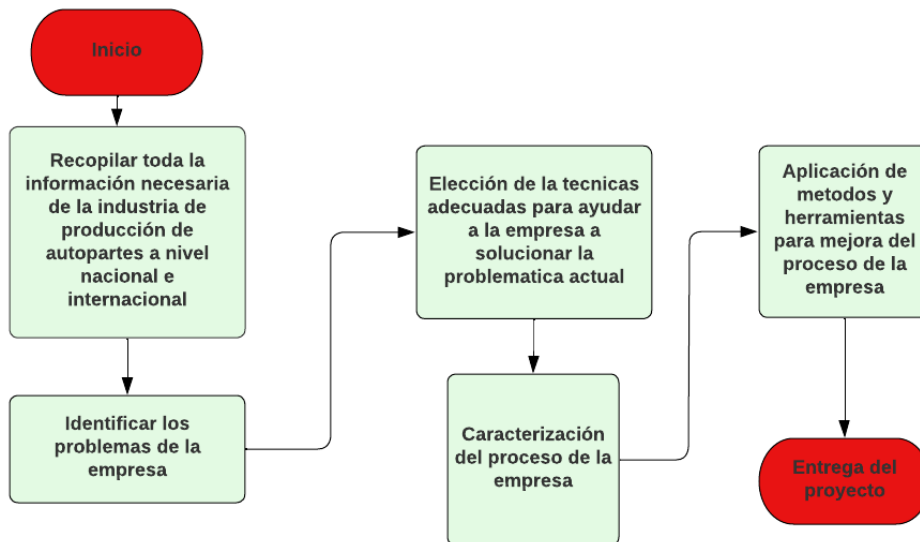 Inicio
Recopilar toda la
información necesaria
de la industria de
producción de
autopartes a nivel
nacional e
internacional
Identificar los
problemas de la
empresa
Elección de la tecnicas
adecuadas para ayudar
a la empresa a
solucionar la
problematica actual
Caracterización
del proceso de la
empresa
Aplicación de
metodos y
herramientas
para mejora del
proceso de la
empresa
Entrega del
proyecto